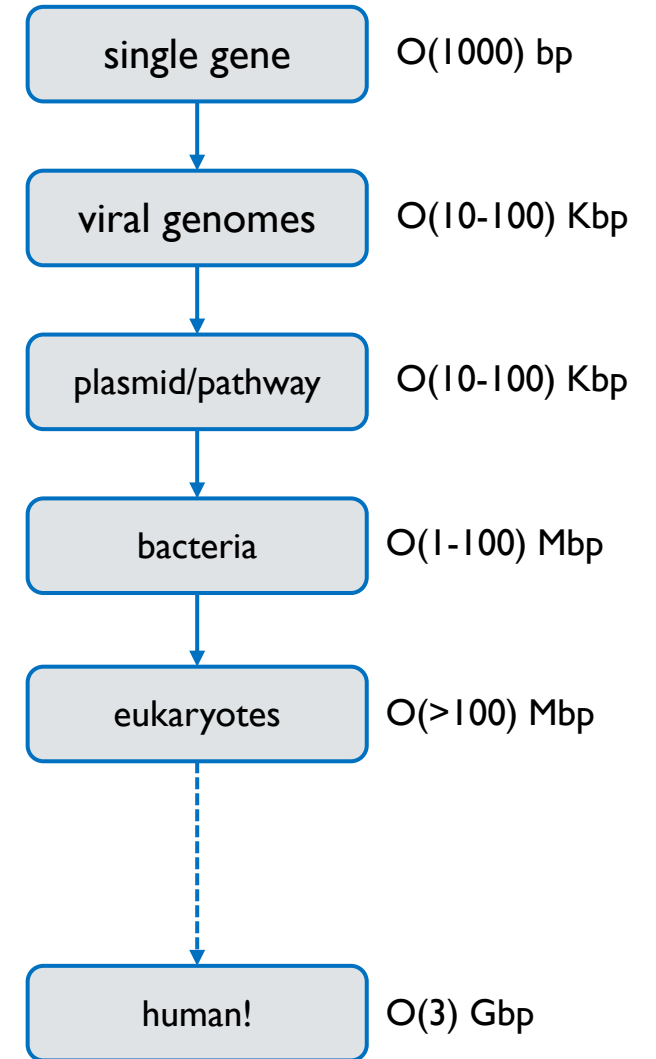 single gene O(1000) bp
viral genomes O(10-100) Kbp
plasmid/pathway O(10-100) Kbp
bacteria O(1-100) Mbp
eukaryotes O(>100) Mbp
human! O(3) Gbp